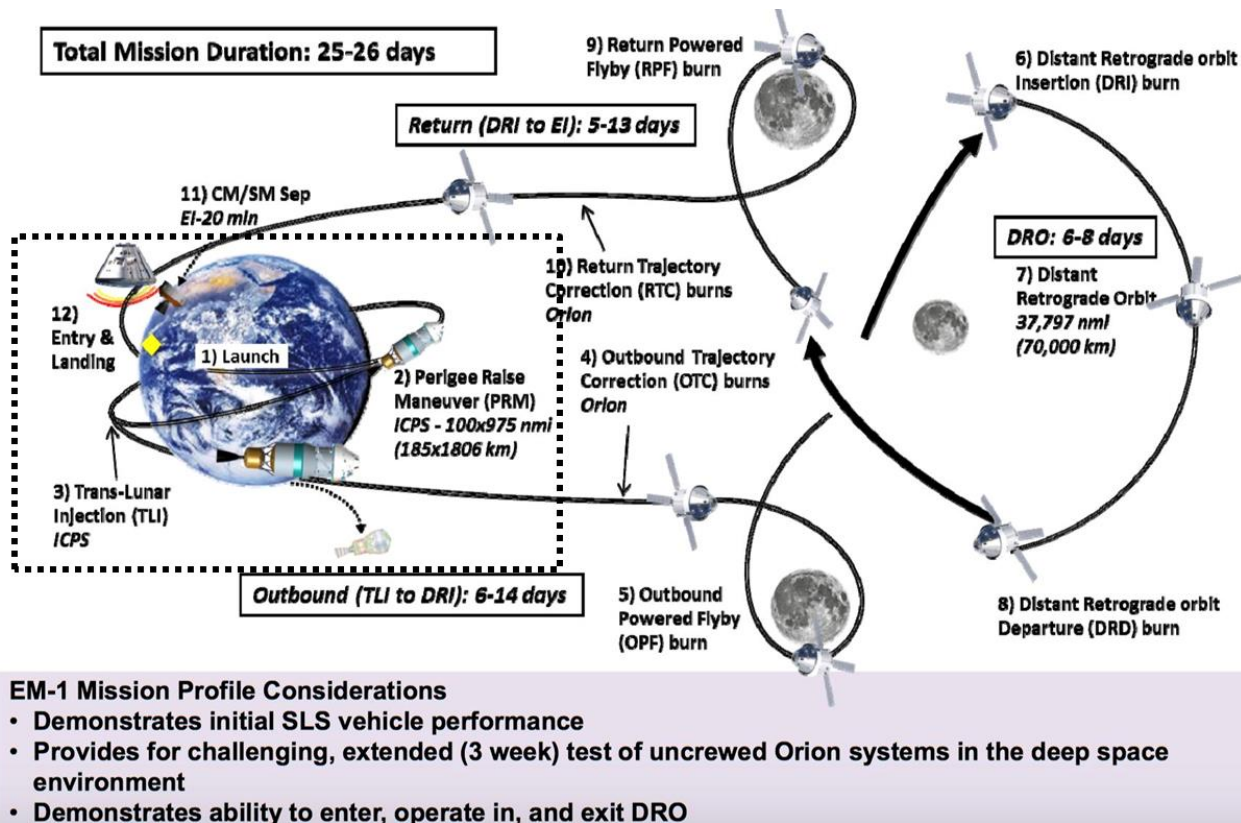 Total Mission Duration: 25-26 days
9) Return Powered
Flyby (RPF) burn
6) Distant Retrograde orbit
Insertion (DRI) burn
Return (DRI to EI): 5-13 days
11) CM/SM Sep
EI-20 min
DRO: 6-8 days
7) Distant
Retrograde Orbit
37,797 nmi
(70,000 km)
10) Return Trajectory
Correction (RTC) burns
Orion
12)
Entry &
Landing
1) Launch
2) Perigee Raise
Maneuver (PRM)
ICPS - 100x975 nmi
(185x1806 km)
4) Outbound Trajectory
Correction (OTC) burns
Orion
3) Trans-Lunar
Injection (TLI)
ICPS
Outbound (TLI to DRI): 6-14 days
5) Outbound
Powered Flyby
(OPF) burn
8) Distant Retrograde orbit
Departure (DRD) burn
EM-1 Mission Profile Considerations
• Demonstrates initial SLS vehicle performance
• Provides for challenging, extended (3 week) test of uncrewed Orion systems in the deep space
environment
• Demonstrates ability to enter, operate in, and exit DRO